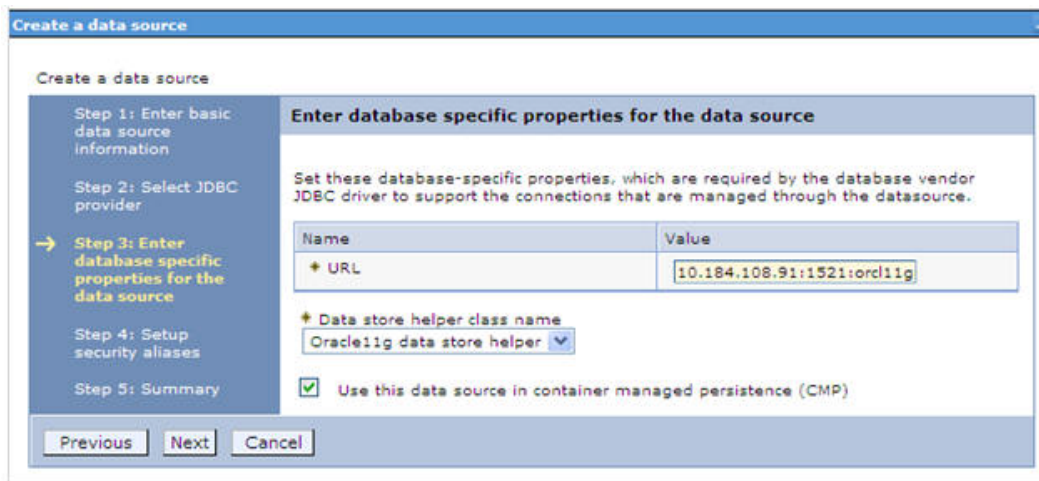 Create a data source
Create a data source
Step 1: Enter basic
data source
information
Step 2: Select JDBC
provider
Step 3: Enter
database specific
properties for the
data source
Step 4: Setup
security aliases
Step 5: Summary
Enter database specific properties for the data source
Set these database-specific properties, which are required by the database vendor
JDBC driver to support the connections that are managed through the datasource.
Name Value
URL 10.184.108.91:1521:orcl11g
Data store helper class name
Oracle11g data store helper
Use this data source in container managed persistence (CMP)
Previous Next Cancel